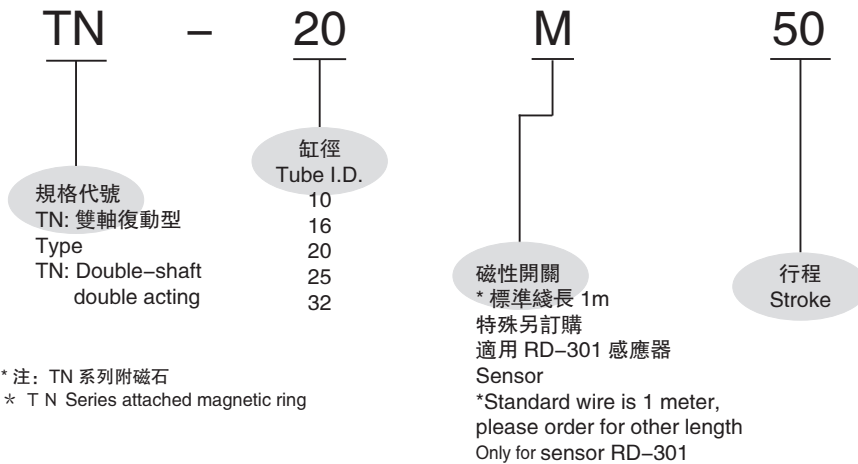 TN – 20 M 50
缸徑
Tube I.D.
10
16
20
25
32
規格代號
TN: 雙軸復動型
Type
TN: Double–shaft
double acting
磁性開關
* 標準綫長 1m
特殊另訂購
適用 RD–301 感應器
Sensor
*Standard wire is 1 meter,
please order for other length
Only for sensor RD–301
行程
Stroke
* 注：TN 系列附磁石
* T N Series attached magnetic ring